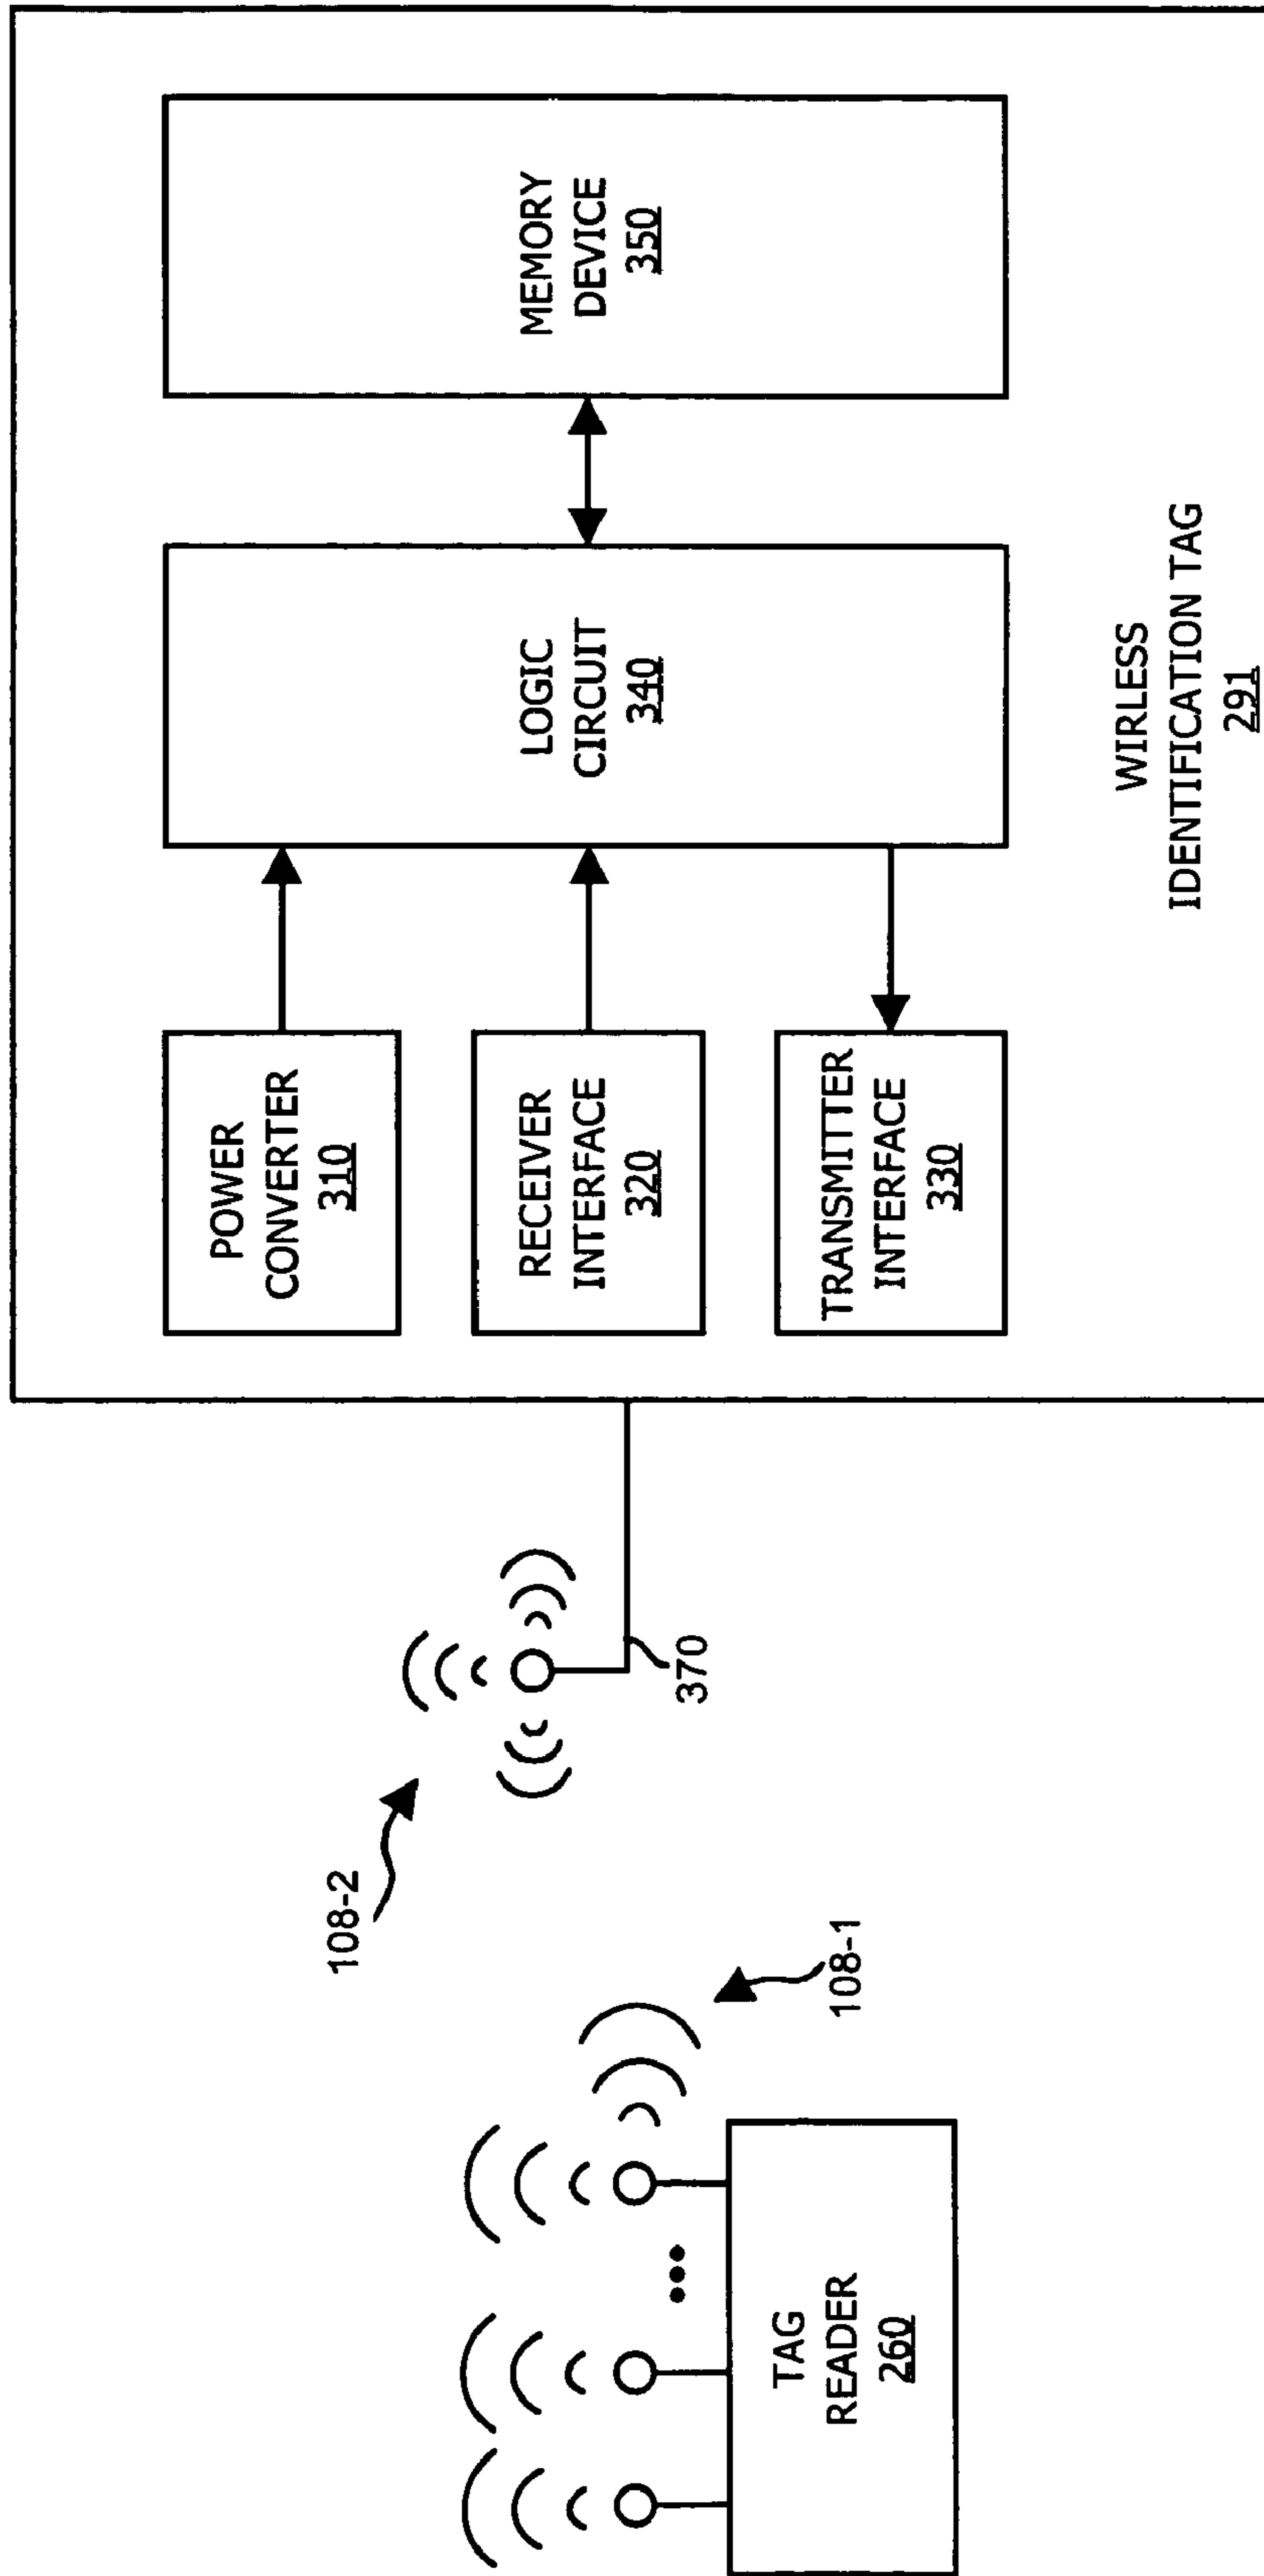 108-2
108-1
370
TAG
READER
260
POWER
CONVERTER
310
RECEIVER
INTERFACE
320
TRANSMITTER
INTERFACE
330
LOGIC
CIRCUIT
340
MEMORY
DEVICE
350
WIRLESS
IDENTIFICATION TAG
291